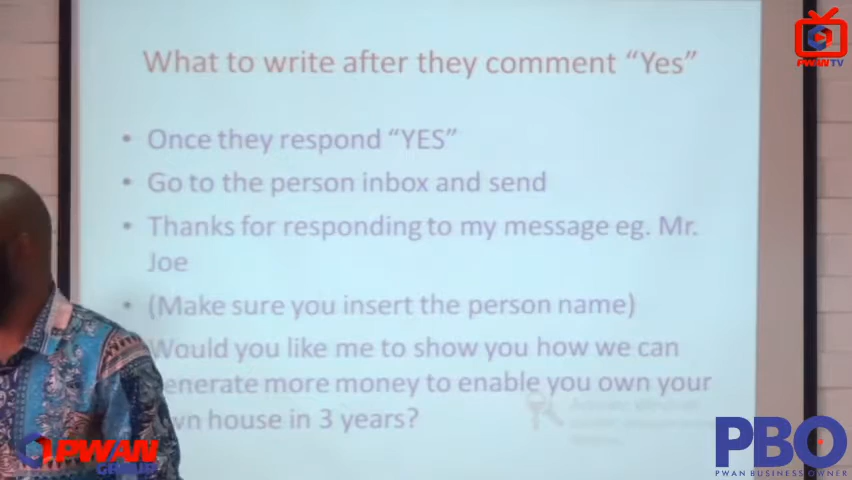 What to write after they comment “Yes”
• Once they respond “YES”
• Go to the person inbox and send
• Thanks for responding to my message eg. Mr.
Joe
• (Make sure you insert the person name)
Would you like me to show you how we can
enerate more money to enable you own your
wn house in 3 years?
PWAN TV
PWAN
GROUP
PBO
PWAN BUSINESS OWNER